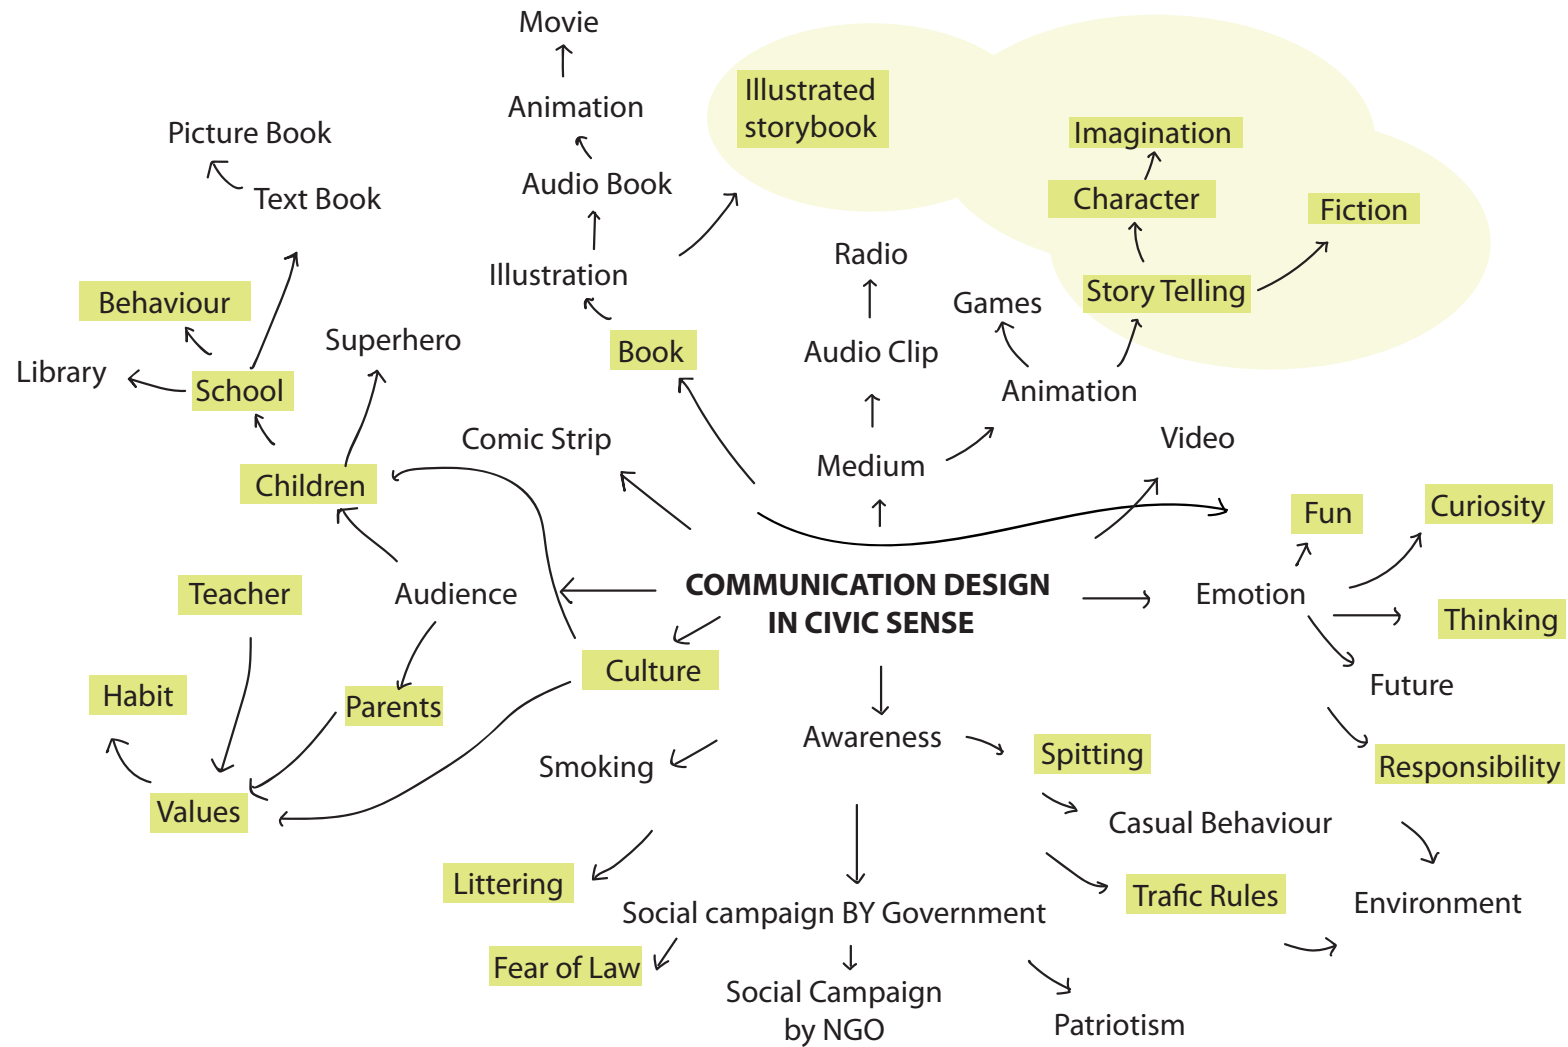 Movie
Illustrated
storybook
Animation
Picture Book
Imagination
Audio Book
Text Book
Character
Fiction
Radio
Illustration
Story Telling
Behaviour
Games
Superhero
Book
Audio Clip
Library
School
Animation
Comic Strip
Video
Medium
Children
Fun
Curiosity
COMMUNICATION DESIGN
IN CIVIC SENSE
Teacher
Audience
Emotion
Thinking
Culture
Future
Habit
Parents
Awareness
Spitting
Smoking
Responsibility
Values
Casual Behaviour
Littering
Trafic Rules
Environment
Social campaign BY Government
Fear of Law
Social Campaign
by NGO
Patriotism